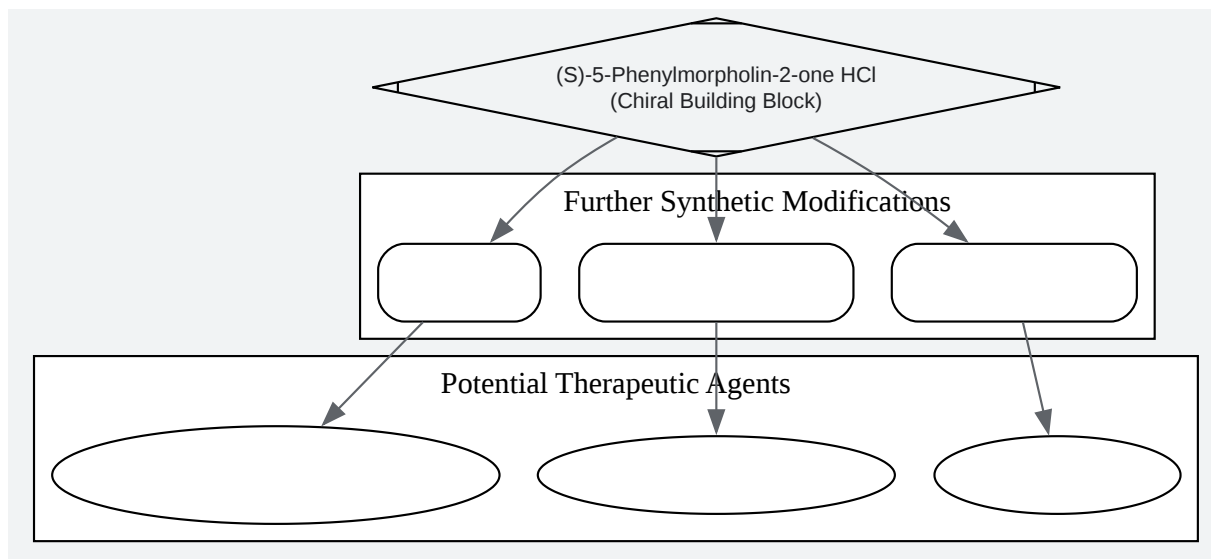 (S)-5-Phenylmorpholin-2-one HCl
(Chiral Building Block)
Further Synthetic Modifications
Potential Therapeutic Agents